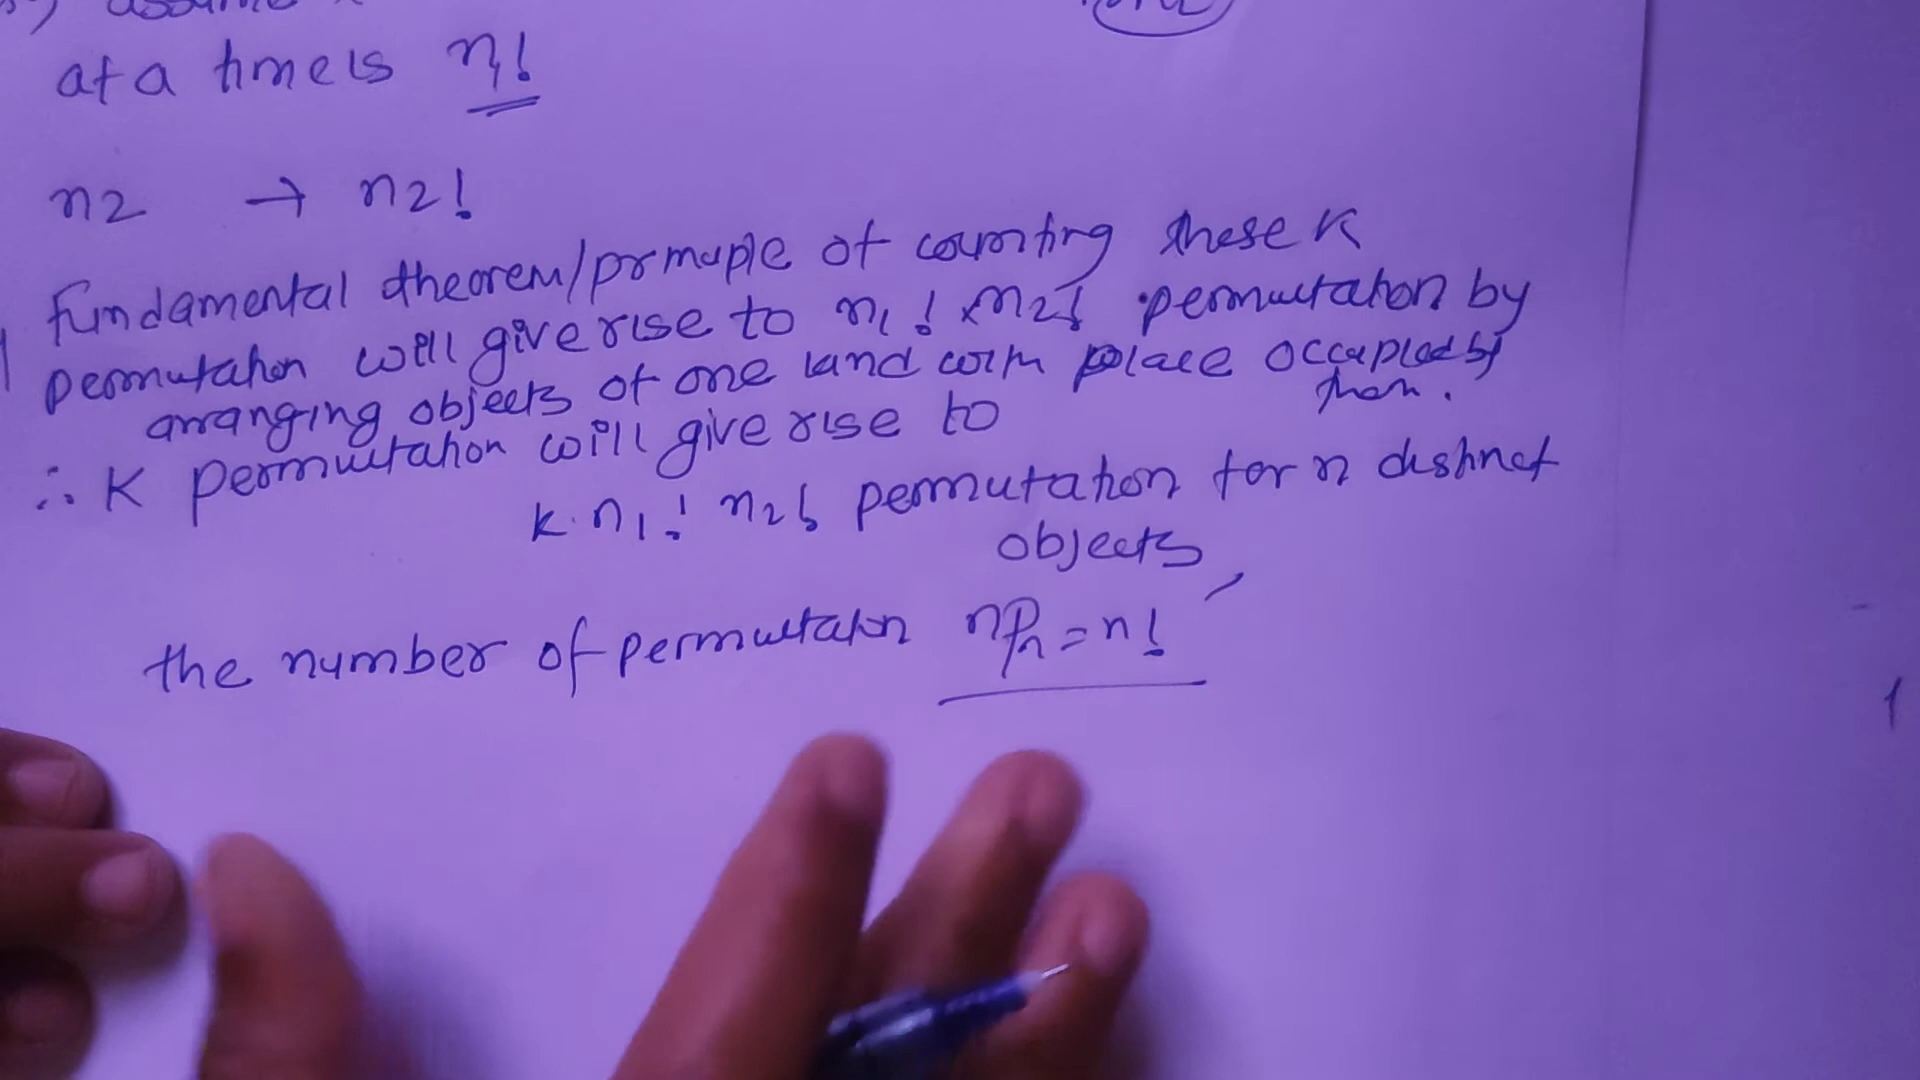 assume
at a time is n1!
n2 → n2!
Fundamental theorem/principle of counting these K
permutation will give rise to n1! × n2! permutation by
arranging objects of one kind with place occupied by
them.
∴ K permutation will give rise to
K. n1! n2! permutation for n distinct
objects
the number of permutation nPn = n!